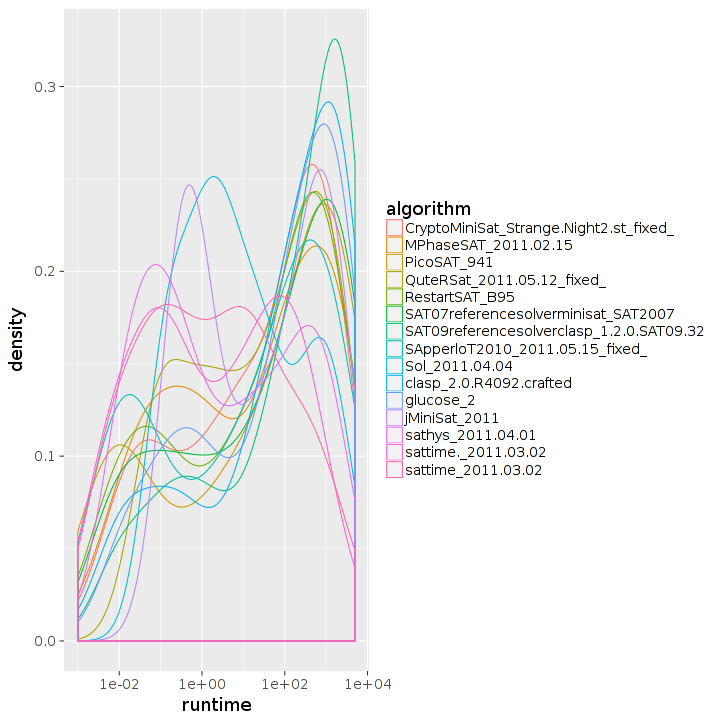 0.3
0.2
0.1
0.0
density
1e-02 1e+00 1e+02 1e+04
runtime
algorithm
CryptoMiniSat_Strange.Night2.st_fixed_
MPhaseSAT_2011.02.15
PicoSAT_941
QuteRSat_2011.05.12_fixed_
RestartSAT_B95
SAT07referencesolverminisat_SAT2007
SAT09referencesolverclasp_1.2.0.SAT09.32
SApperloT2010_2011.05.15_fixed_
Sol_2011.04.04
clasp_2.0.R4092.crafted
glucose_2
jMiniSat_2011
sathys_2011.04.01
sattime._2011.03.02
sattime_2011.03.02